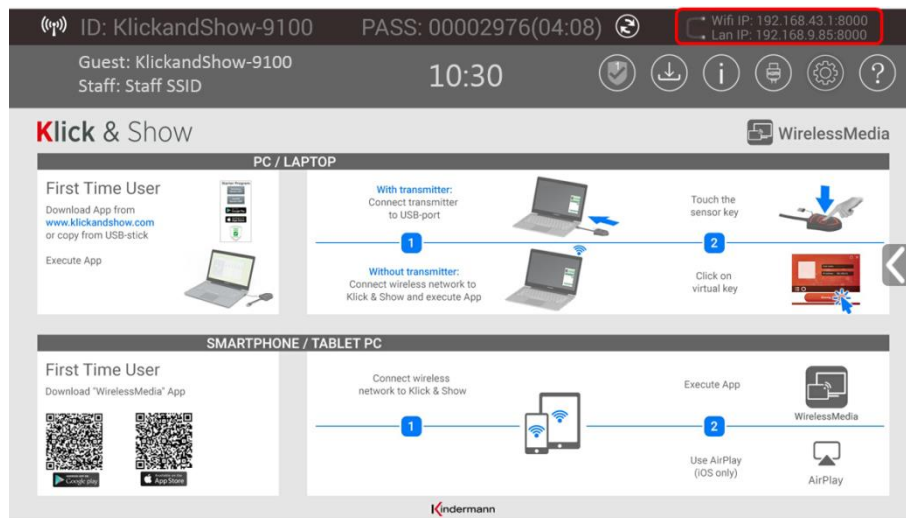 ID: KlickandShow-9100
PASS: 00002976(04:08)
Wifi IP: 192.168.43.1:8000
Lan IP: 192.168.9.85:8000
Guest: KlickandShow-9100
Staff: Staff SSID
10:30
Klick & Show
WirelessMedia
PC / LAPTOP
First Time User
Download App from
www.klickandshow.com
or copy from USB-stick
Execute App
With transmitter:
Connect transmitter
to USB-port
1
Without transmitter:
Connect wireless network to
Klick & Show and execute App
Touch the
sensor key
2
Click on
virtual key
SMARTPHONE / TABLET PC
First Time User
Download "WirelessMedia" App
Google play
App Store
Connect wireless
network to Klick & Show
1
Execute App
2
Use AirPlay
(iOS only)
WirelessMedia
AirPlay
Kindermann